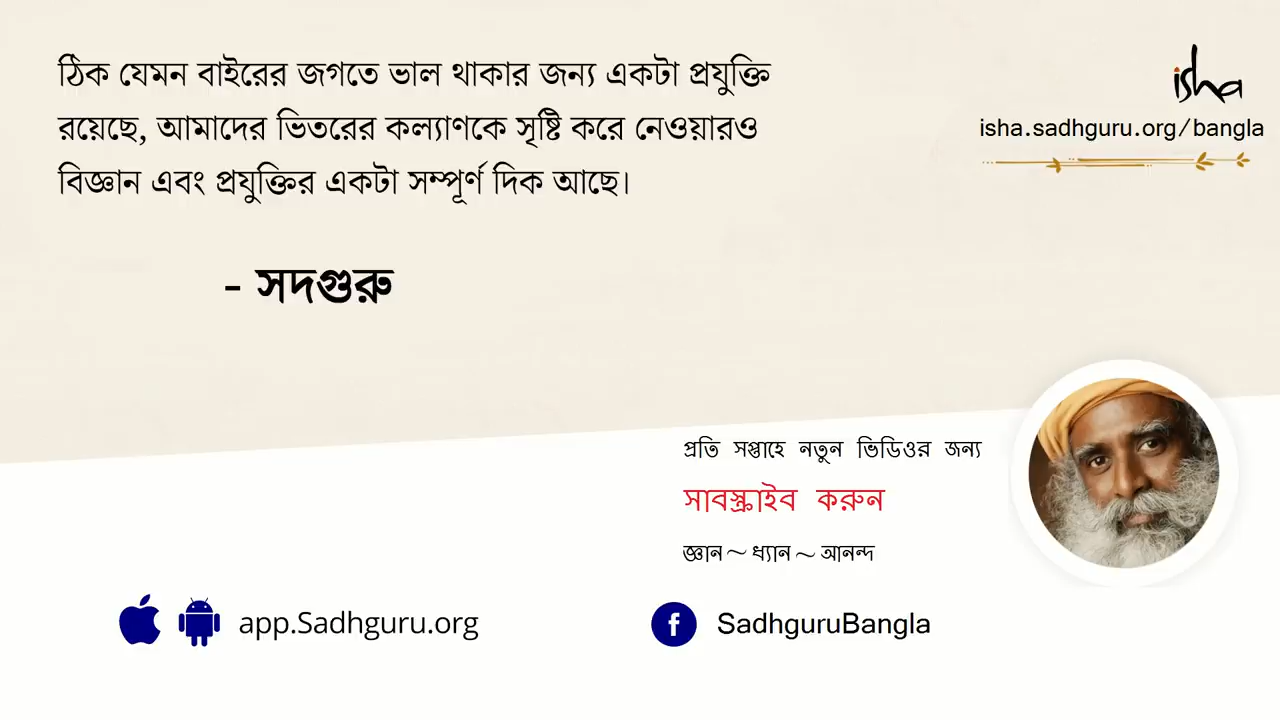 ঠিক যেমন বাইরের জগতে ভাল থাকার জন্য একটা প্রযুক্তি
রয়েছে, আমাদের ভিতরের কল্যাণকে সৃষ্টি করে নেওয়ারও
বিজ্ঞান এবং প্রযুক্তির একটা সম্পূর্ণ দিক আছে।
- সদগুরু
isha
isha.sadhguru.org/bangla
প্রতি সপ্তাহে নতুন ভিডিওর জন্য
সাবস্ক্রাইব করুন
জ্ঞান ~ ধ্যান ~ আনন্দ
app.Sadhguru.org
f SadhguruBangla